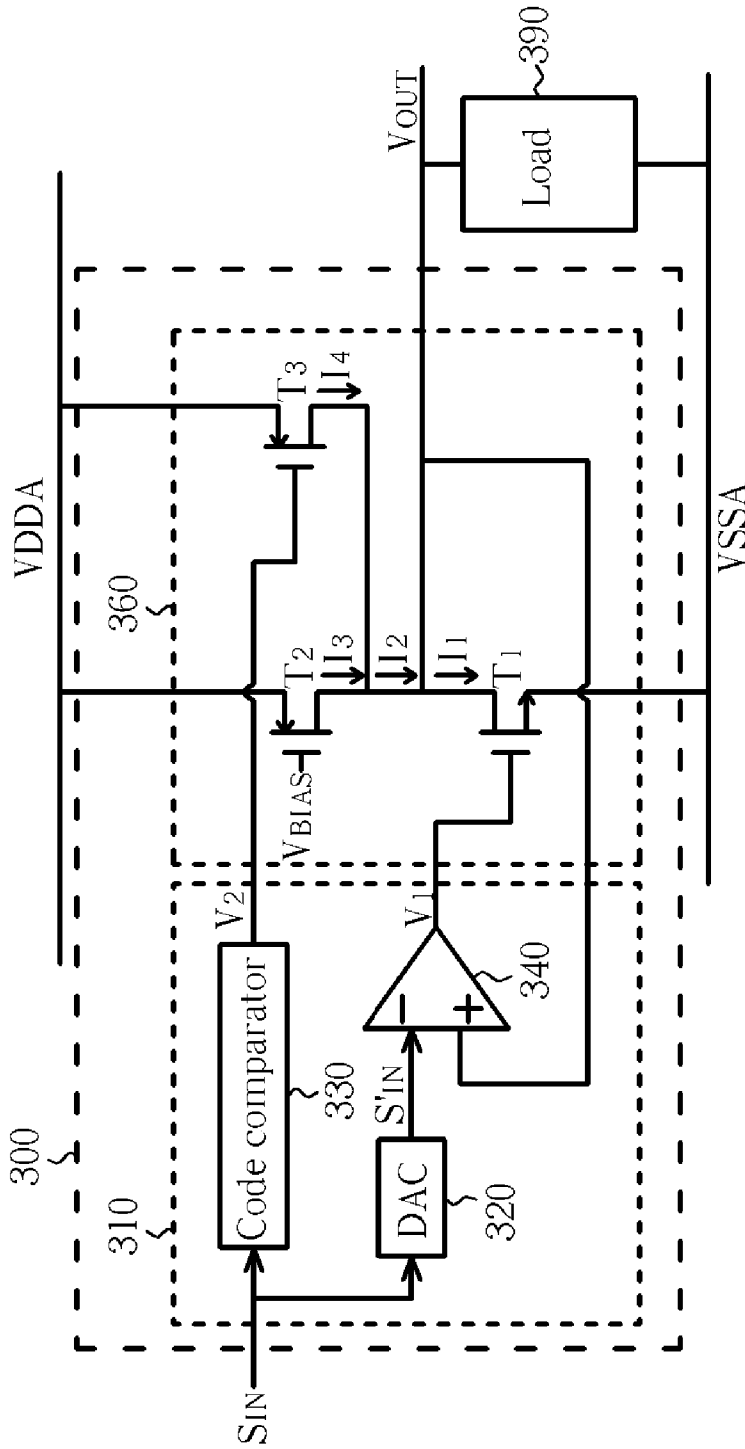 VDDA
300
310
360
SIN
Code comparator
330
V2
T2
T3
I3
I4
VBIAS
I2
DAC
320
S'IN
−
+
340
V1
I1
T1
VOUT
Load
390
VSSA